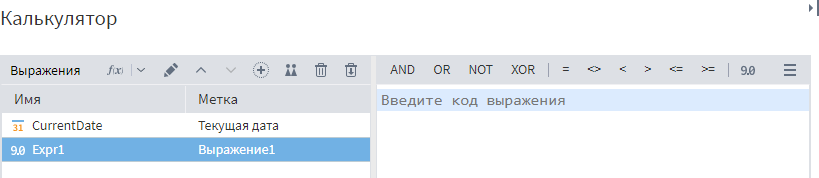 Калькулятор
Выражения f(x) AND OR NOT XOR = <> < > <= >= 9.0
Имя Метка
Введите код выражения
31 CurrentDate Текущая дата
9.0 Expr1 Выражение1